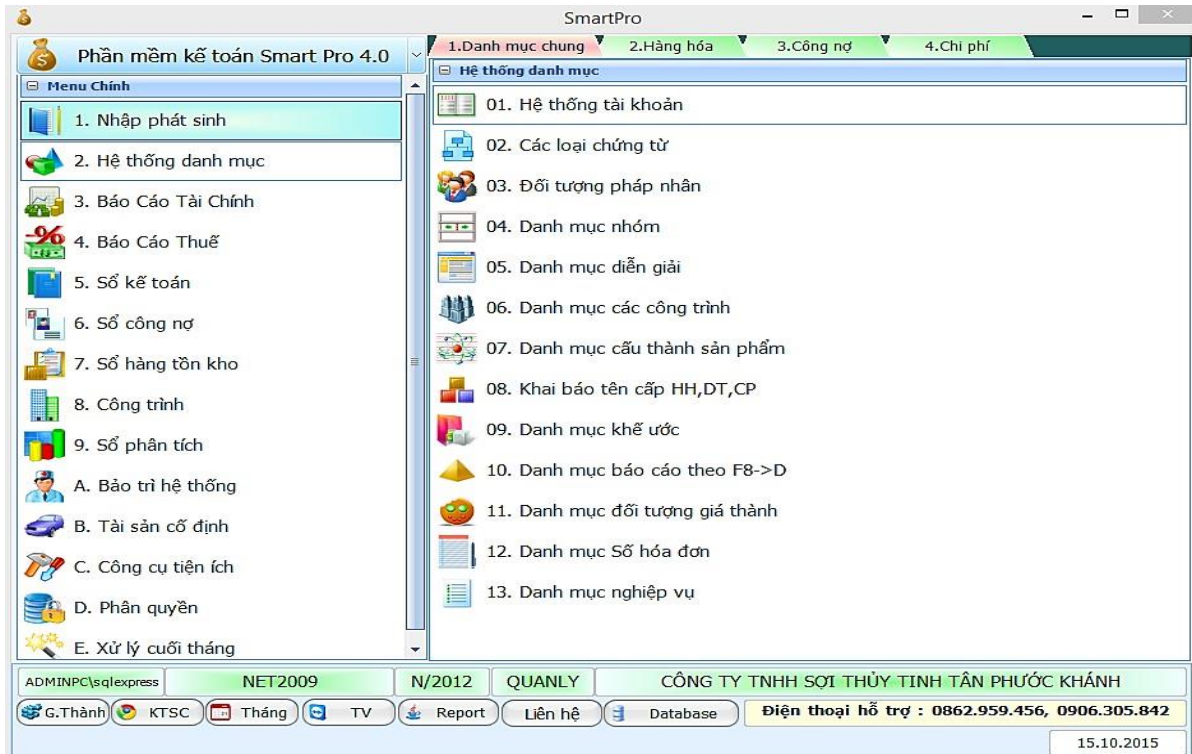 SmartPro
Phần mềm kế toán Smart Pro 4.0
Menu Chính
1. Nhập phát sinh
2. Hệ thống danh mục
3. Báo Cáo Tài Chính
4. Báo Cáo Thuế
5. Sổ kế toán
6. Sổ công nợ
7. Sổ hàng tồn kho
8. Công trình
9. Sổ phân tích
A. Bảo trì hệ thống
B. Tài sản cố định
C. Công cụ tiện ích
D. Phân quyền
E. Xử lý cuối tháng
1.Danh mục chung 2.Hàng hóa 3.Công nợ 4.Chi phí
Hệ thống danh mục
01. Hệ thống tài khoản
02. Các loại chứng từ
03. Đối tượng pháp nhân
04. Danh mục nhóm
05. Danh mục diễn giải
06. Danh mục các công trình
07. Danh mục cấu thành sản phẩm
08. Khai báo tên cấp HH,DT,CP
09. Danh mục khế ước
10. Danh mục báo cáo theo F8->D
11. Danh mục đối tượng giá thành
12. Danh mục Số hóa đơn
13. Danh mục nghiệp vụ
ADMINPC\sqlexpress NET2009 N/2012 QUANLY CÔNG TY TNHH SỢI THỦY TINH TÂN PHƯỚC KHÁNH
G.Thành KTSC Tháng TV Report Liên hệ Database Điện thoại hỗ trợ : 0862.959.456, 0906.305.842
15.10.2015